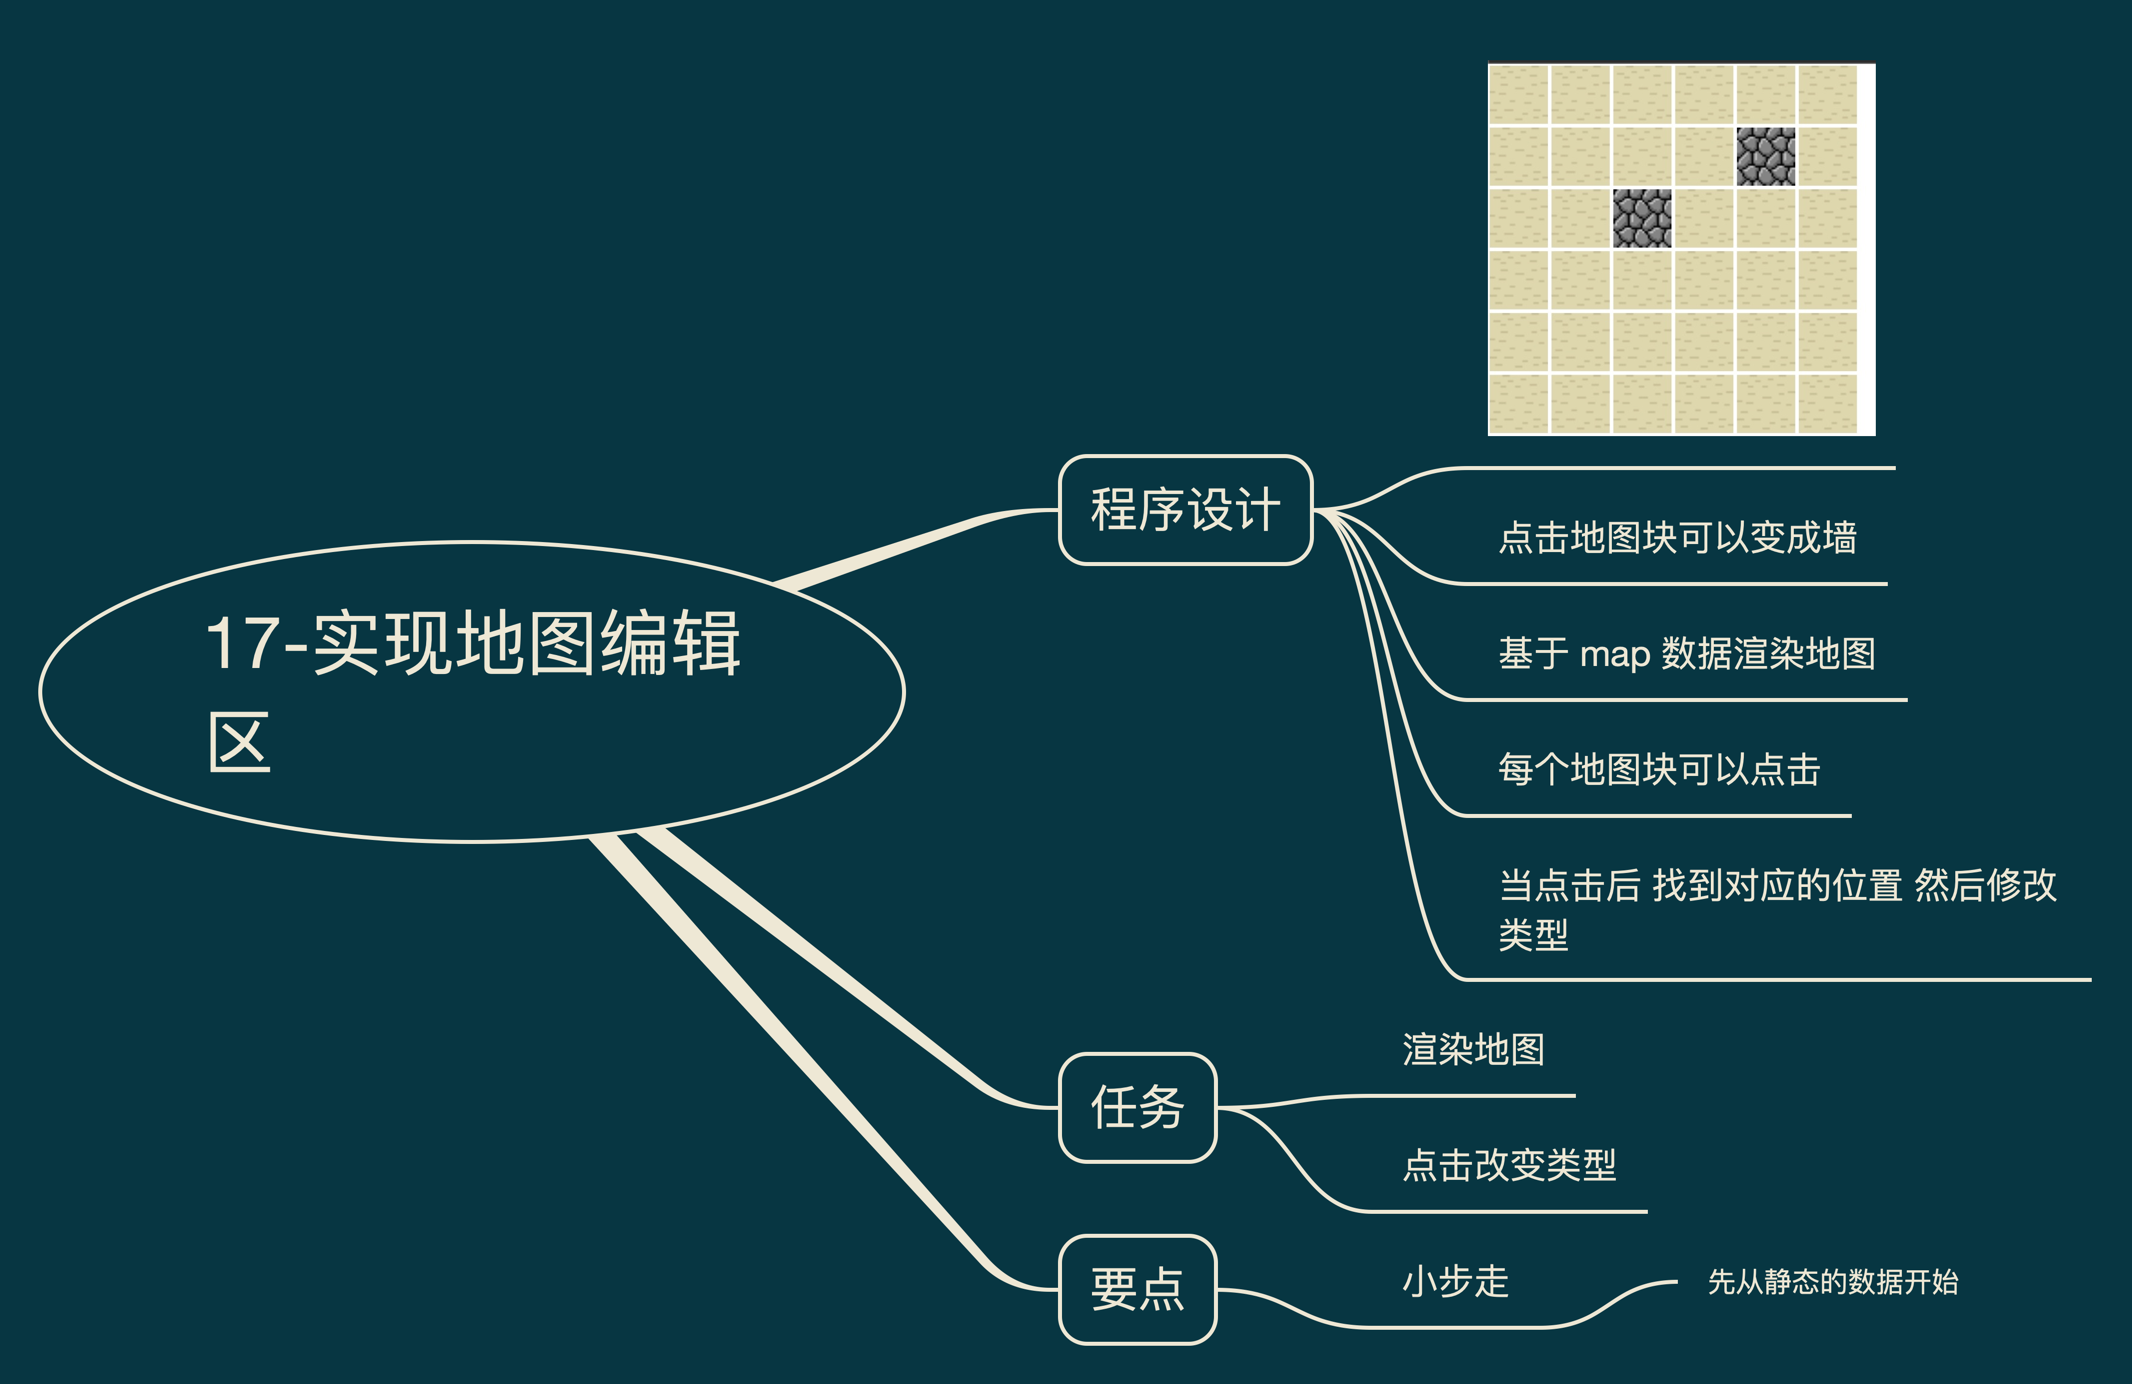 17-实现地图编辑
区
程序设计
点击地图块可以变成墙
基于 map 数据渲染地图
每个地图块可以点击
当点击后 找到对应的位置 然后修改
类型
任务
渲染地图
点击改变类型
要点
小步走
先从静态的数据开始